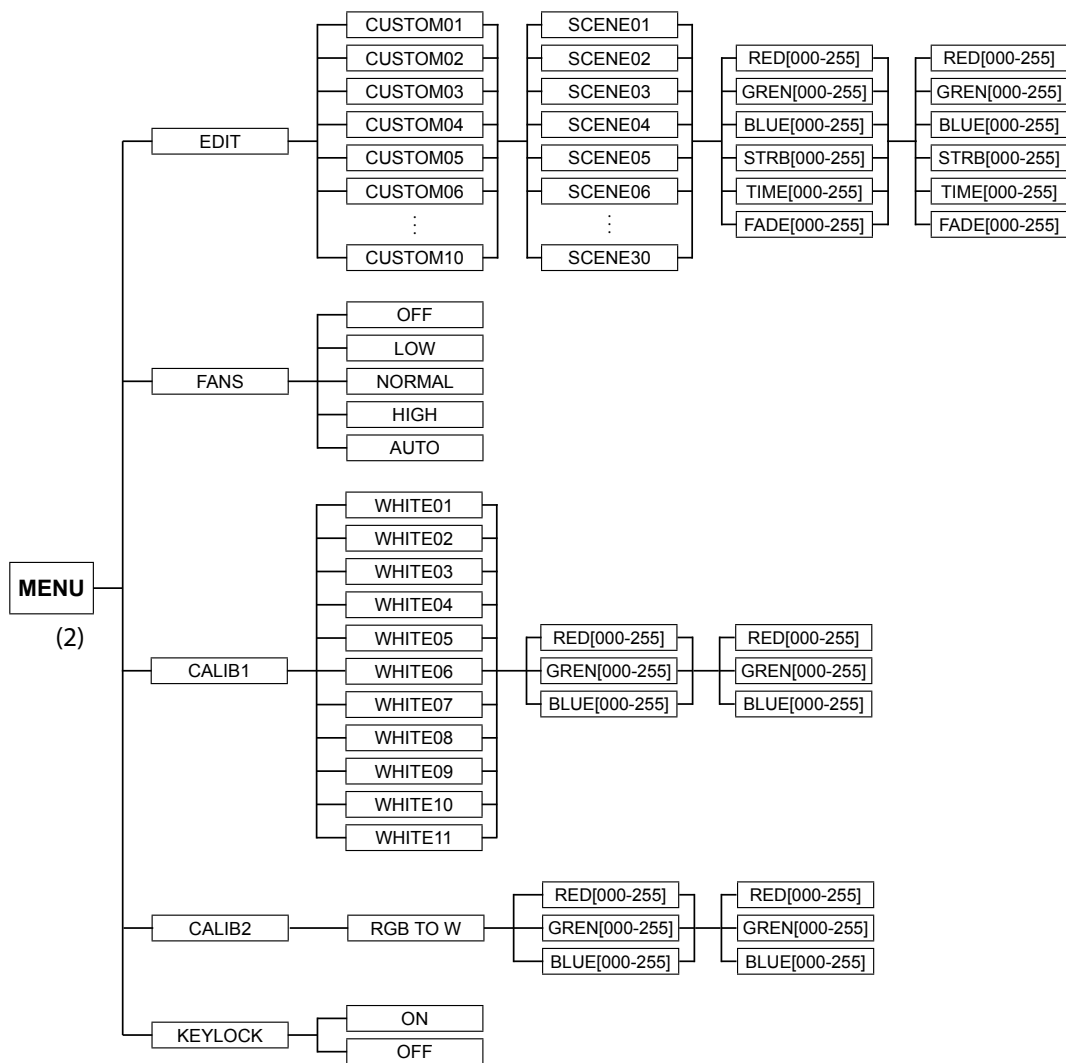 MENU
(2)
EDIT
CUSTOM01
CUSTOM02
CUSTOM03
CUSTOM04
CUSTOM05
CUSTOM06
⋮
CUSTOM10
SCENE01
SCENE02
SCENE03
SCENE04
SCENE05
SCENE06
⋮
SCENE30
RED[000-255]
GREN[000-255]
BLUE[000-255]
STRB[000-255]
TIME[000-255]
FADE[000-255]
RED[000-255]
GREN[000-255]
BLUE[000-255]
STRB[000-255]
TIME[000-255]
FADE[000-255]
FANS
OFF
LOW
NORMAL
HIGH
AUTO
CALIB1
WHITE01
WHITE02
WHITE03
WHITE04
WHITE05
WHITE06
WHITE07
WHITE08
WHITE09
WHITE10
WHITE11
RED[000-255]
GREN[000-255]
BLUE[000-255]
RED[000-255]
GREN[000-255]
BLUE[000-255]
CALIB2
RGB TO W
RED[000-255]
GREN[000-255]
BLUE[000-255]
RED[000-255]
GREN[000-255]
BLUE[000-255]
KEYLOCK
ON
OFF